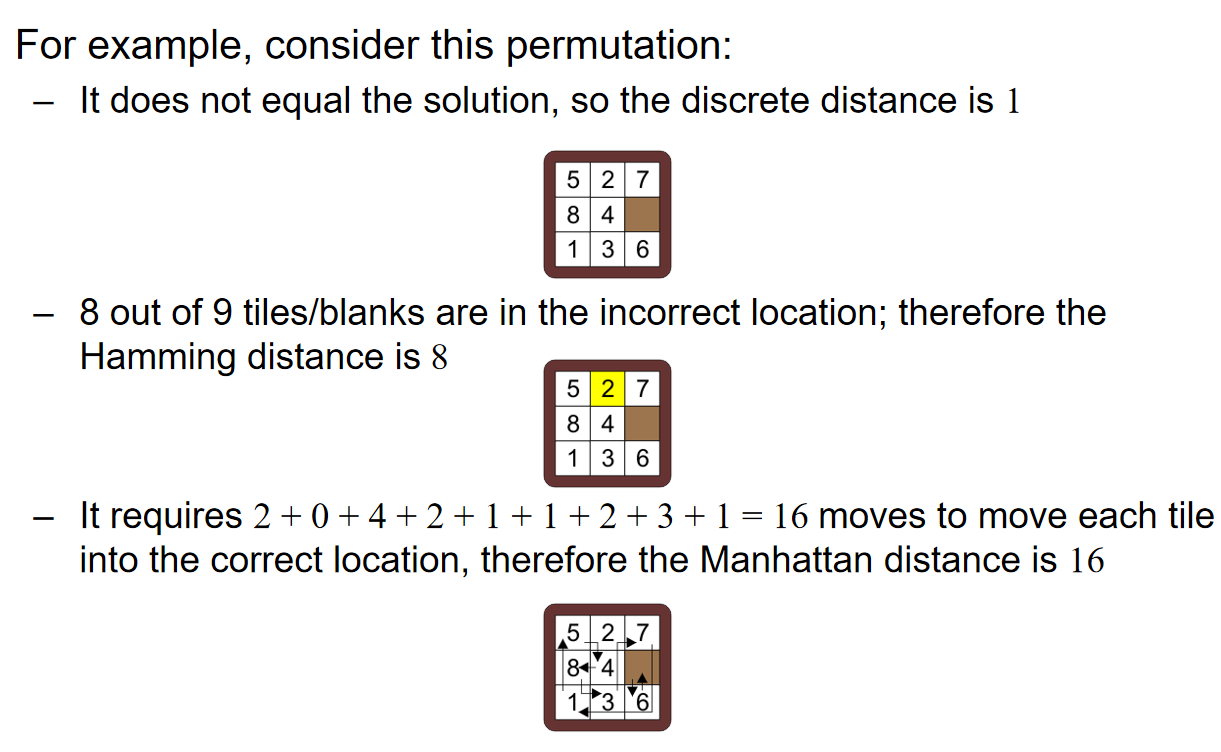 For example, consider this permutation:
– It does not equal the solution, so the discrete distance is 1
5 2 7
8 4
1 3 6
– 8 out of 9 tiles/blanks are in the incorrect location; therefore the
Hamming distance is 8
5 2 7
8 4
1 3 6
– It requires 2 + 0 + 4 + 2 + 1 + 1 + 2 + 3 + 1 = 16 moves to move each tile
into the correct location, therefore the Manhattan distance is 16
5 2 7
8 4
1 3 6